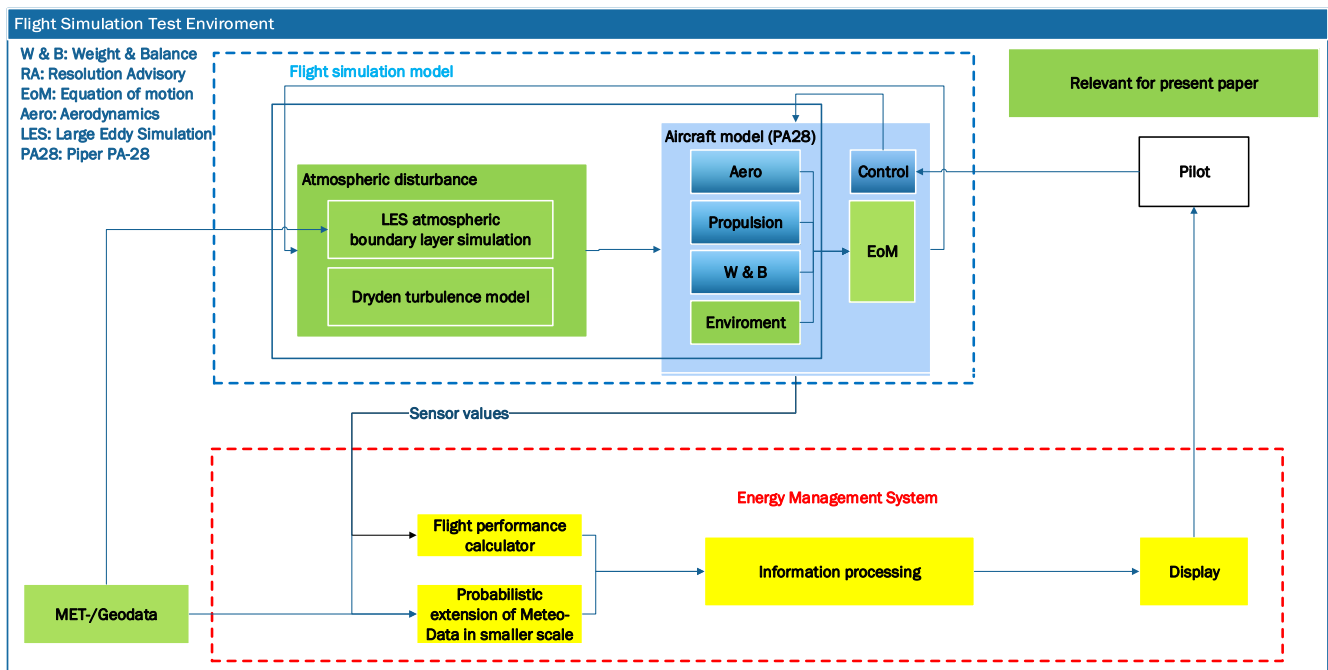 Flight Simulation Test Enviroment
W & B: Weight & Balance
RA: Resolution Advisory
EoM: Equation of motion
Aero: Aerodynamics
LES: Large Eddy Simulation
PA28: Piper PA-28
Flight simulation model
Relevant for present paper
Atmospheric disturbance
LES atmospheric
boundary layer simulation
Dryden turbulence model
Aircraft model (PA28)
Aero
Propulsion
W & B
Enviroment
Control
EoM
Pilot
Sensor values
Energy Management System
Flight performance
calculator
Probabilistic
extension of Meteo-
Data in smaller scale
Information processing
Display
MET-/Geodata